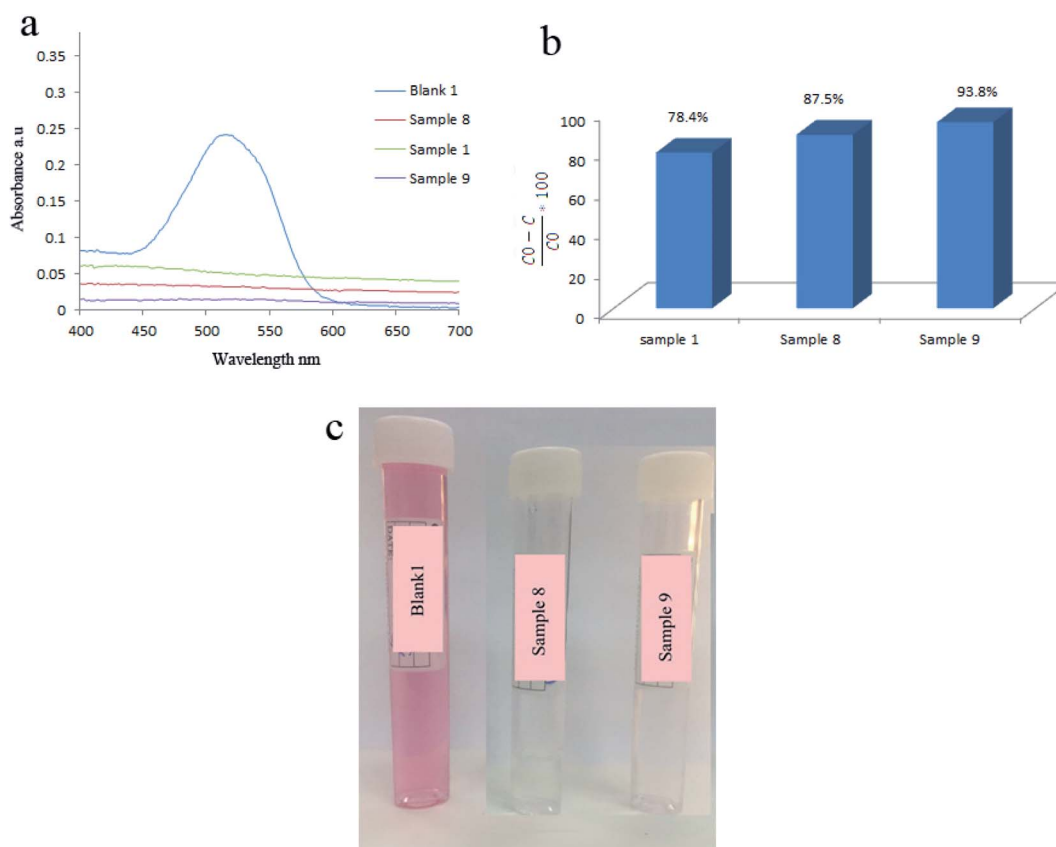 a
Absorbance a.u
0.35
0.3
0.25
0.2
0.15
0.1
0.05
0
400
450
500
550
600
650
700
Wavelength nm
Blank 1
Sample 8
Sample 1
Sample 9
b
C0 − C
C0
* 100
100
80
60
40
20
0
78.4%
87.5%
93.8%
sample 1
Sample 8
Sample 9
c
Blank1
Sample 8
Sample 9